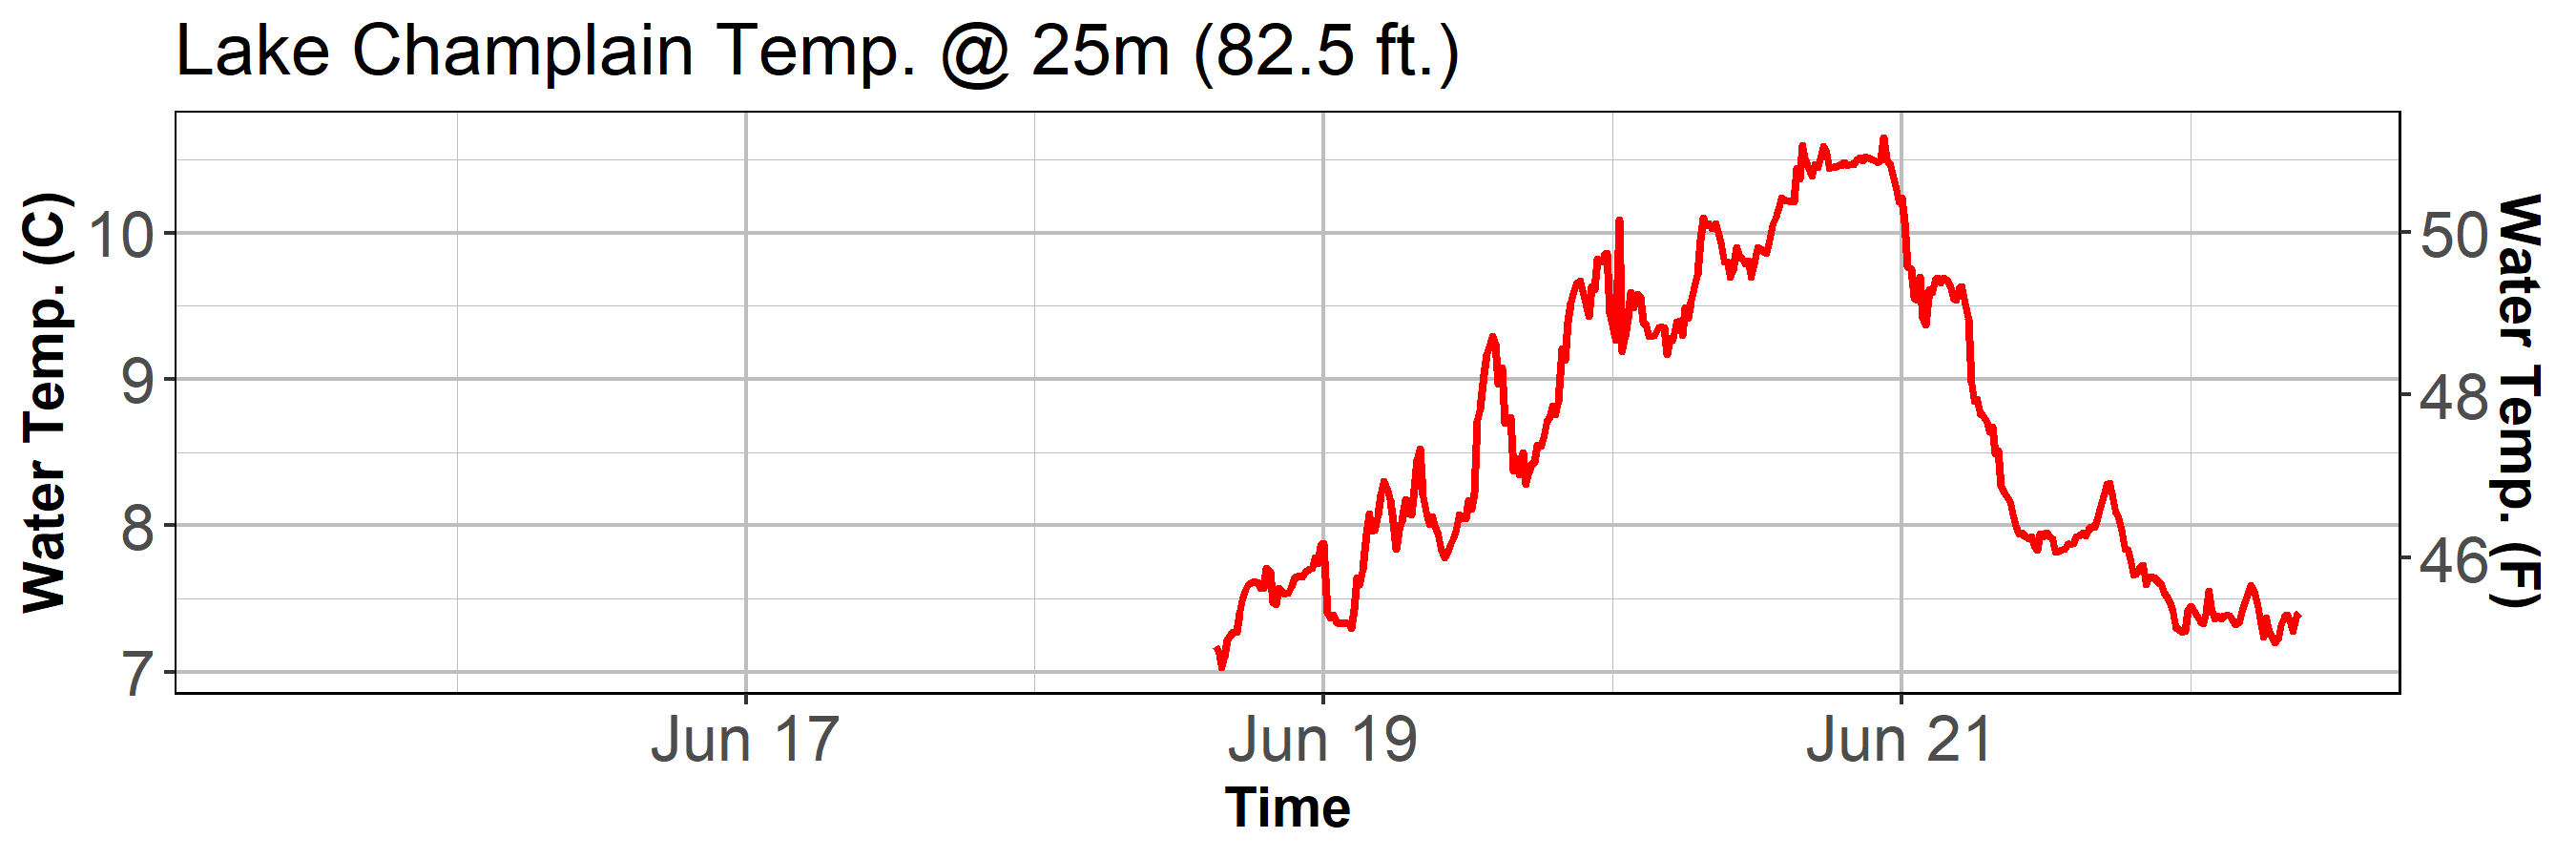 Lake Champlain Temp. @ 25m (82.5 ft.)
Water Temp. (C)
10
9
8
7
50
48
46
Water Temp. (F)
Jun 17
Jun 19
Jun 21
Time